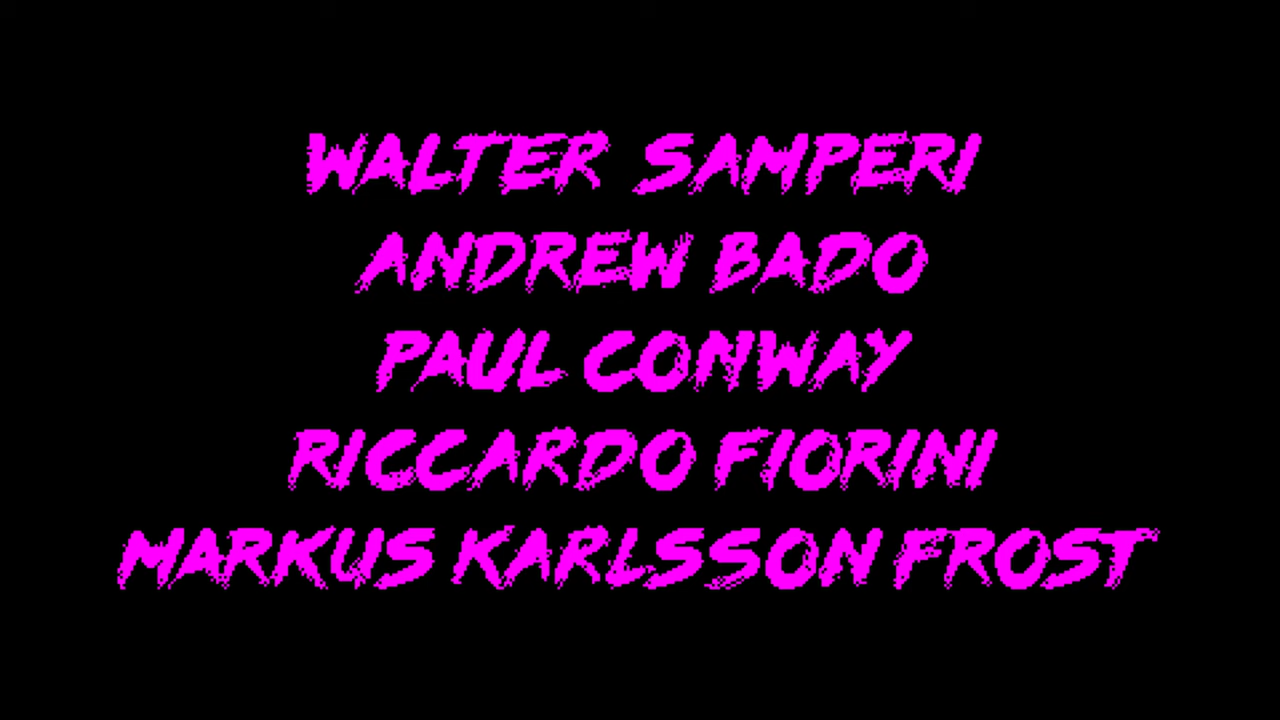 WALTER SAMPERI
ANDREW BADO
PAUL CONWAY
RICCARDO FIORINI
MARKUS KARLSSON FROST